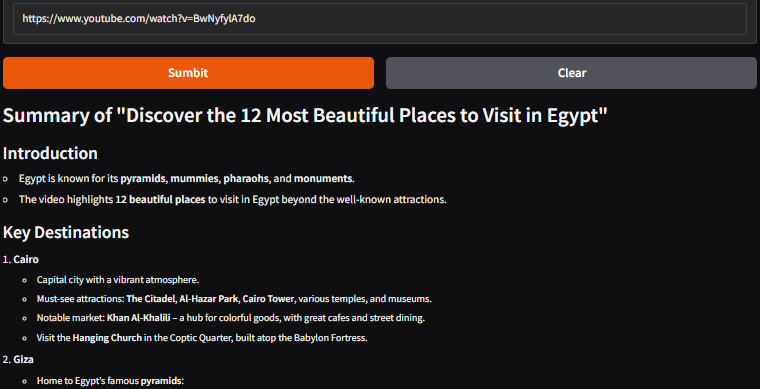 https://www.youtube.com/watch?v=BwNyfylA7do
Sumbit
Clear
Summary of "Discover the 12 Most Beautiful Places to Visit in Egypt"
Introduction
Egypt is known for its pyramids, mummies, pharaohs, and monuments.
The video highlights 12 beautiful places to visit in Egypt beyond the well-known attractions.
Key Destinations
1. Cairo
Capital city with a vibrant atmosphere.
Must-see attractions: The Citadel, Al-Hazar Park, Cairo Tower, various temples, and museums.
Notable market: Khan Al-Khalili – a hub for colorful goods, with great cafes and street dining.
Visit the Hanging Church in the Coptic Quarter, built atop the Babylon Fortress.
2. Giza
Home to Egypt's famous pyramids: